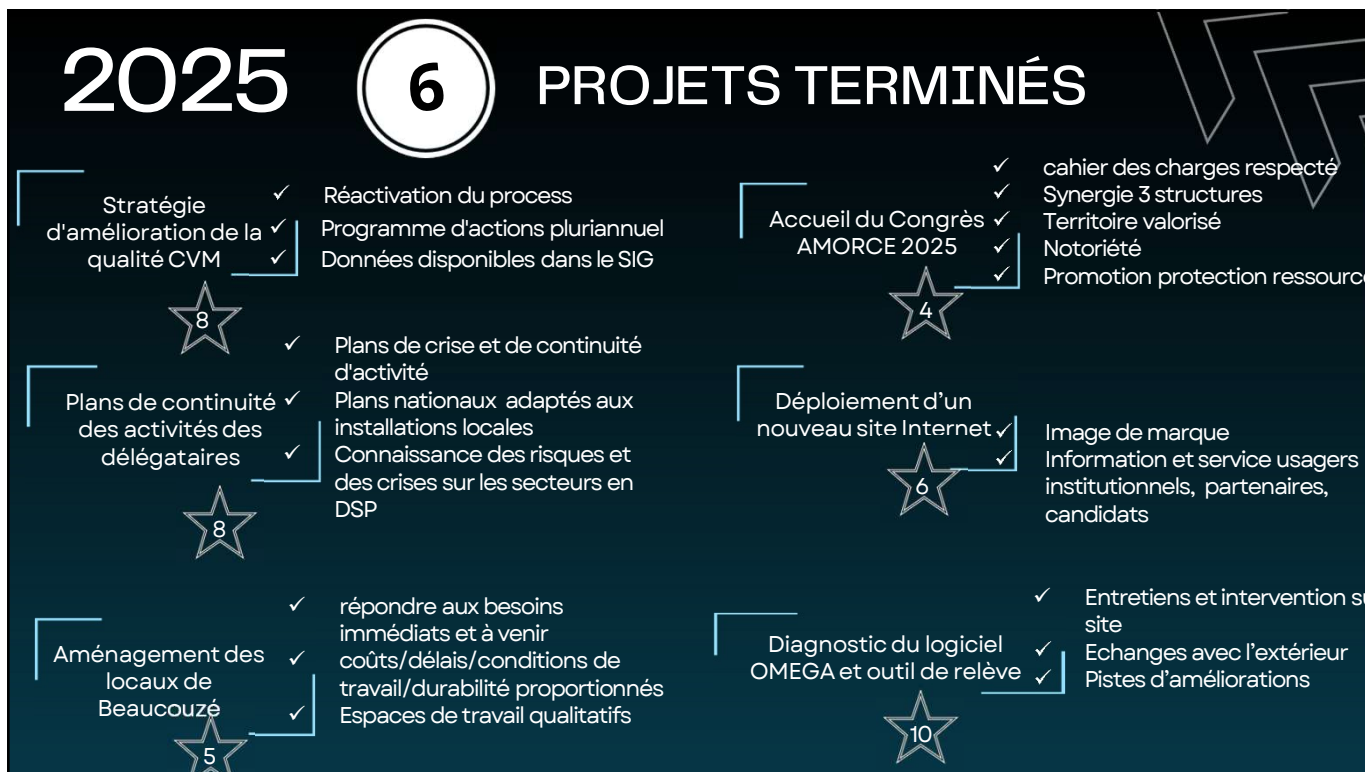 2025
6
PROJETS TERMINÉS
Stratégie
d'amélioration de la
qualité CVM
8
✓ Réactivation du process
✓ Programme d'actions pluriannuel
✓ Données disponibles dans le SIG
Plans de continuité
des activités des
délégataires
8
✓ Plans de crise et de continuité
d'activité
✓ Plans nationaux adaptés aux
installations locales
✓ Connaissance des risques et
des crises sur les secteurs en
DSP
Aménagement des
locaux de
Beaucouzé
5
✓ répondre aux besoins
immédiats et à venir
✓ coûts/délais/conditions de
travail/durabilité proportionnés
✓ Espaces de travail qualitatifs
Accueil du Congrès
AMORCE 2025
4
✓ cahier des charges respecté
✓ Synergie 3 structures
✓ Territoire valorisé
✓ Notoriété
✓ Promotion protection ressourc
Déploiement d’un
nouveau site Internet
6
✓ Image de marque
✓ Information et service usagers
institutionnels, partenaires,
candidats
Diagnostic du logiciel
OMEGA et outil de relève
10
✓ Entretiens et intervention su
site
✓ Echanges avec l’extérieur
✓ Pistes d’améliorations